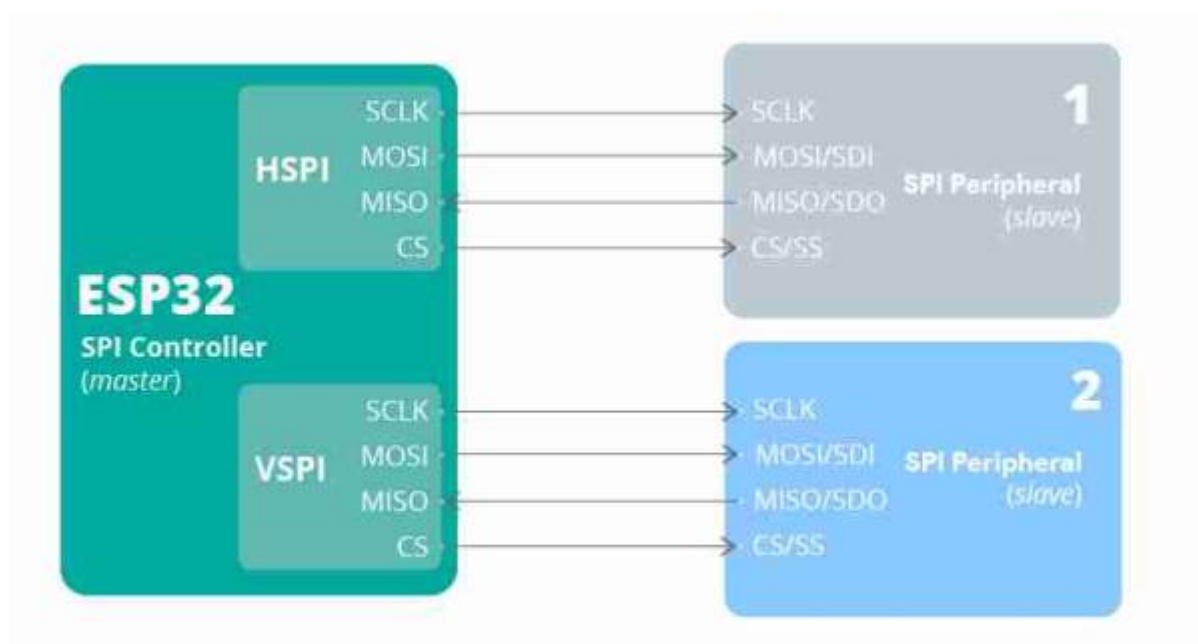 ESP32
SPI Controller
(master)
HSPI
SCLK
MOSI
MISO
CS
VSPI
SCLK
MOSI
MISO
CS
1
SCLK
MOSI/SDI
MISO/SDO
CS/SS
SPI Peripheral
(slave)
2
SCLK
MOSI/SDI
MISO/SDO
CS/SS
SPI Peripheral
(slave)